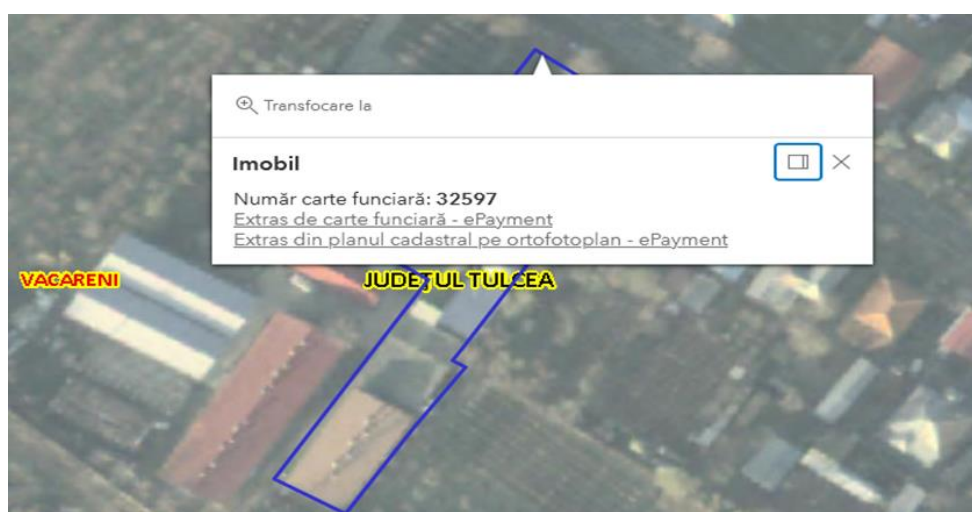 Transfocare la
Imobil
Număr carte funciară: 32597
Extras de carte funciară - ePayment
Extras din planul cadastral pe ortofotoplan - ePayment
VACARENI
JUDEȚUL TULCEA